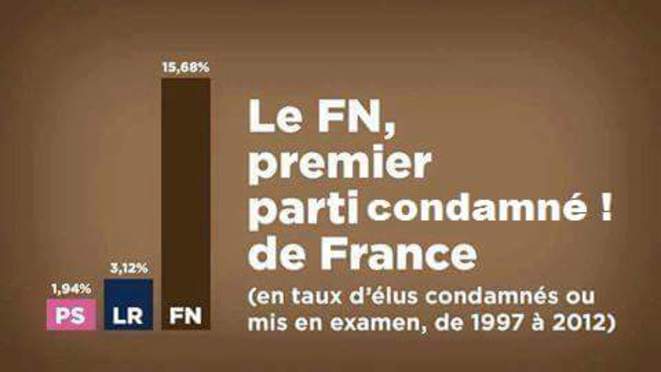 15,68%
3,12%
1,94%
PS
LR
FN
Le FN,
premier
parti condamné !
de France
(en taux d'élus condamnés ou
mis en examen, de 1997 à 2012)